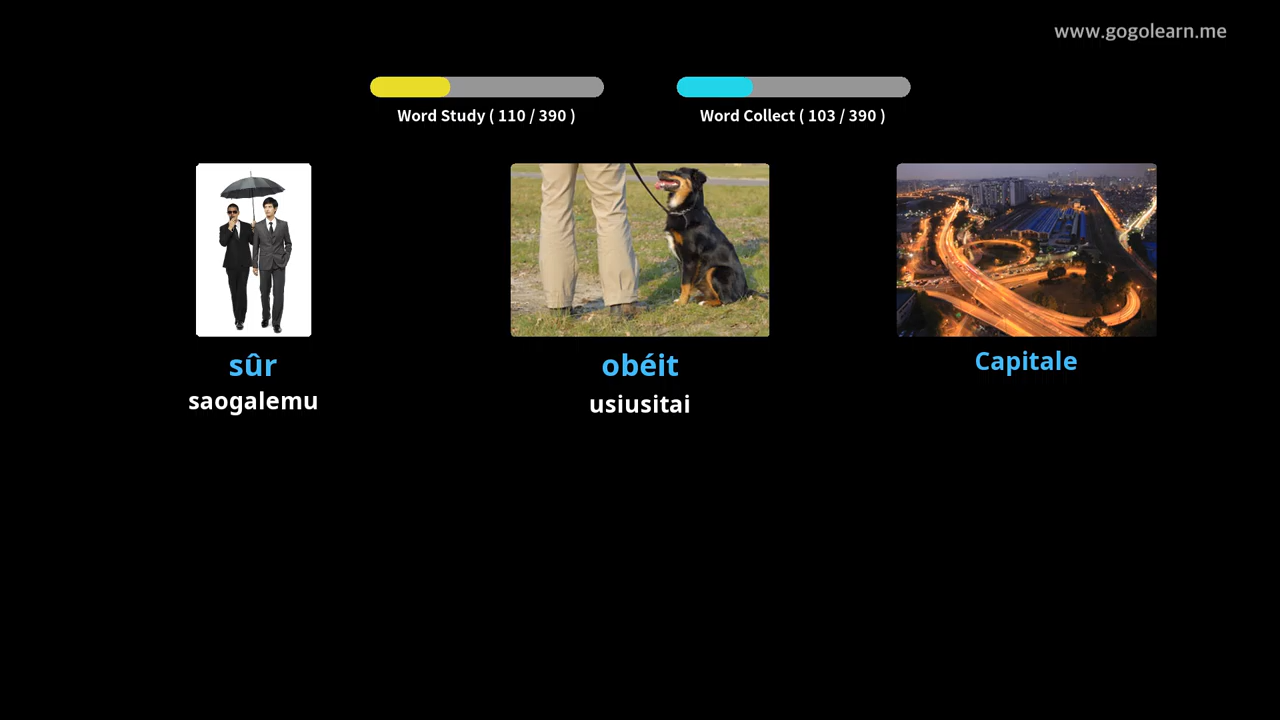 www.gogolearn.me
Word Study ( 110 / 390 )
Word Collect ( 103 / 390 )
sûr
saogalemu
obéit
usiusitai
Capitale